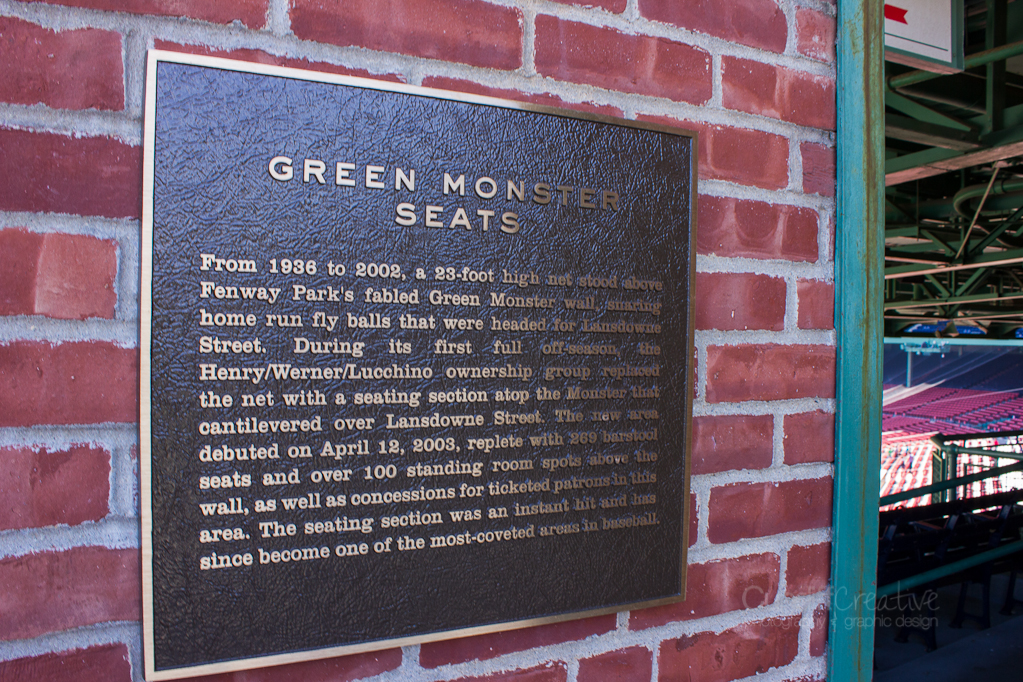 GREEN MONSTER
SEATS
From 1936 to 2002, a 23-foot high net stood above
Fenway Park's fabled Green Monster wall, snaring
home run fly balls that were headed for Lansdowne
Street. During its first full off-season, the
Henry/Werner/Lucchino ownership group replaced
the net with a seating section atop the Monster that
cantilevered over Lansdowne Street. The new area
debuted on April 12, 2003, replete with 269 barstool
seats and over 100 standing room spots above the
wall, as well as concessions for ticketed patrons in this
area. The seating section was an instant hit and has
since become one of the most-coveted areas in baseball.
Creative
photography x graphic design